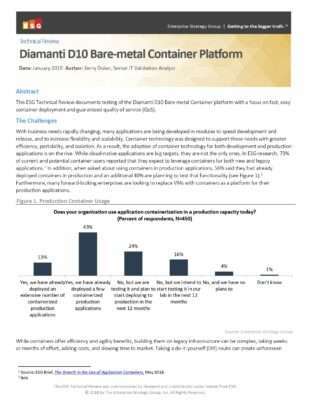 ESG
Enterprise Strategy Group | Getting to the bigger truth.™
Technical Review
Diamanti D10 Bare-metal Container Platform
Date: January 2019 Author: Kerry Dolan, Senior IT Validation Analyst
Abstract
This ESG Technical Review documents testing of the Diamanti D10 Bare-metal Container platform with a focus on fast, easy
container deployment and guaranteed quality of service (QoS).
The Challenges
With business needs rapidly changing, many applications are being developed in modules to speed development and
release, and to increase flexibility and scalability. Container technology was designed to support those needs with greater
efficiency, portability, and isolation. As a result, the adoption of container technology for both development and production
applications is on the rise. While cloud-native applications are big targets, they are not the only ones; in ESG research, 73%
of current and potential container users reported that they expect to leverage containers for both new and legacy
applications.¹ In addition, when asked about using containers in production applications, 56% said they had already
deployed containers in production and an additional 40% are planning to test that functionality (see Figure 1).²
Furthermore, many forward-looking enterprises are looking to replace VMs with containers as a platform for their
production applications.
Figure 1. Production Container Usage
Does your organization use application containerization in a production capacity today?
(Percent of respondents, N=450)
13%
43%
24%
16%
4%
1%
Yes, we have already deployed an extensive number of containerized production applications
Yes, we have already deployed a few containerized production applications
No, but we are testing it and plan to start deploying to production in the next 12 months
No, but we intend to start testing it in our lab in the next 12 months
No, and we have no plans to
Don't know
Source: Enterprise Strategy Group
While containers offer efficiency and agility benefits, building them on legacy infrastructure can be complex, taking weeks
or months of effort, adding costs, and slowing time to market. Taking a do-it-yourself (DIY) route can create unforeseen
¹ Source: ESG Brief, The Growth in the Use of Application Containers, May 2018.
² Ibid.
This ESG Technical Review was commissioned by Diamanti and is distributed under license from ESG.